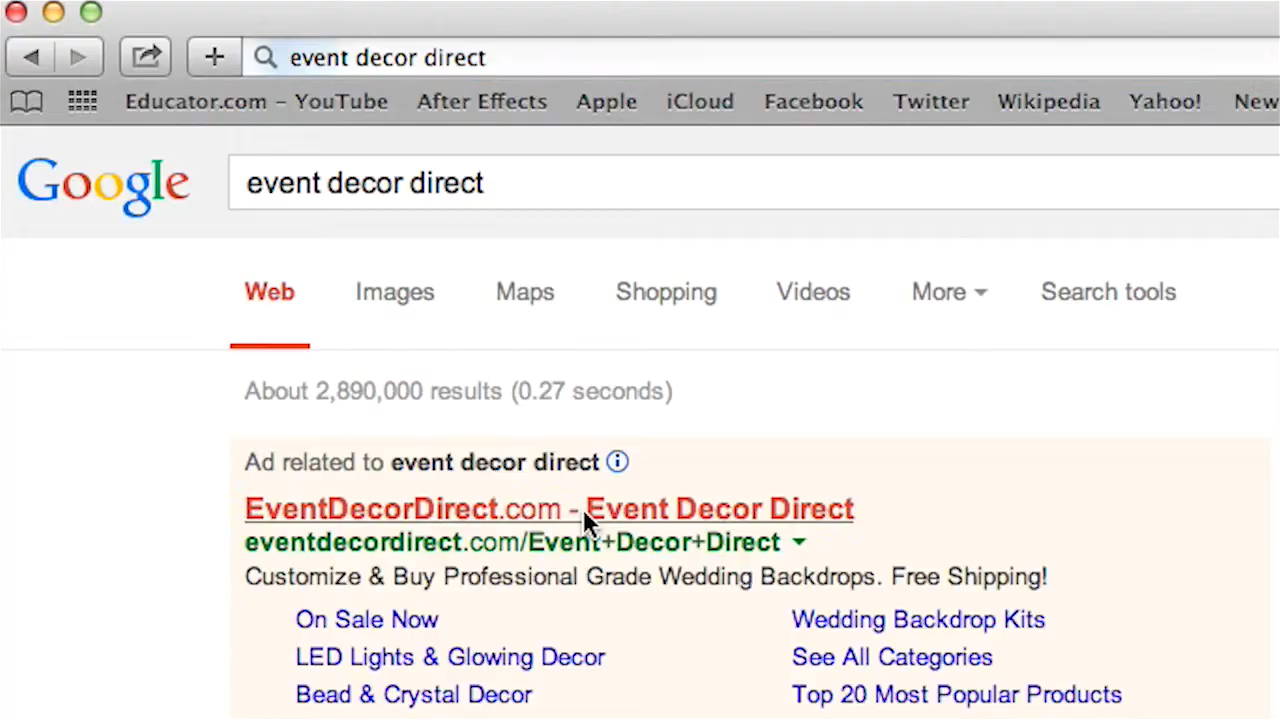 event decor direct
Educator.com – YouTube After Effects Apple iCloud Facebook Twitter Wikipedia Yahoo! New
Google event decor direct
Web Images Maps Shopping Videos More Search tools
About 2,890,000 results (0.27 seconds)
Ad related to event decor direct
EventDecorDirect.com - Event Decor Direct
eventdecordirect.com/Event+Decor+Direct
Customize & Buy Professional Grade Wedding Backdrops. Free Shipping!
On Sale Now Wedding Backdrop Kits
LED Lights & Glowing Decor See All Categories
Bead & Crystal Decor Top 20 Most Popular Products